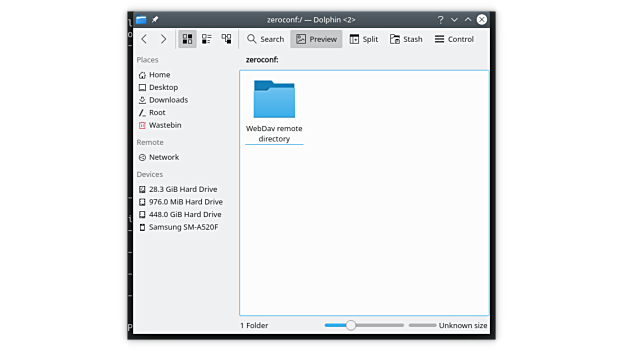 zeroconf:/ — Dolphin <2>
Search
Preview
Split
Stash
Control
Places
zeroconf:
Home
Desktop
Downloads
Root
Wastebin
Remote
Network
Devices
28.3 GiB Hard Drive
976.0 MiB Hard Drive
448.0 GiB Hard Drive
Samsung SM-A520F
WebDav remote
directory
1 Folder
Unknown size